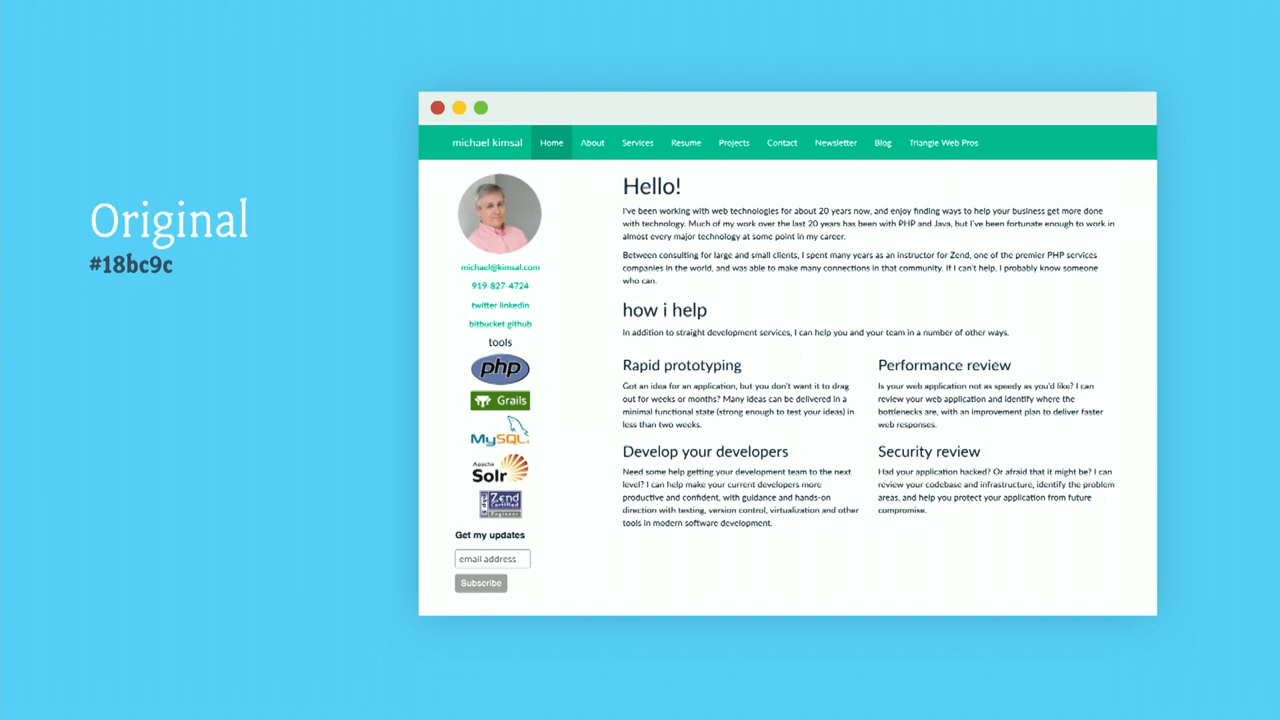 Original
#18bc9c
michael kimsal Home About Services Resume Projects Contact Newsletter Blog Triangle Web Pros
michael@kimsal.com
919-827-4724
twitter linkedin
bitbucket github
tools
php
Grails
MySQL
Apache
Solr
Zend
Certified
Engineer
Get my updates
email address
Subscribe
Hello!
I've been working with web technologies for about 20 years now, and enjoy finding ways to help your business get more done
with technology. Much of my work over the last 20 years has been with PHP and Java, but I've been fortunate enough to work in
almost every major technology at some point in my career.
Between consulting for large and small clients, I spent many years as an instructor for Zend, one of the premier PHP services
companies in the world, and was able to make many connections in that community. If I can't help, I probably know someone
who can.
how i help
In addition to straight development services, I can help you and your team in a number of other ways.
Rapid prototyping
Got an idea for an application, but you don't want it to drag
out for weeks or months? Many ideas can be delivered in a
minimal functional state (strong enough to test your ideas) in
less than two weeks.
Performance review
Is your web application not as speedy as you'd like? I can
review your web application and identify where the
bottlenecks are, with an improvement plan to deliver faster
web responses.
Develop your developers
Need some help getting your development team to the next
level? I can help make your current developers more
productive and confident, with guidance and hands-on
direction with testing, version control, virtualization and other
tools in modern software development.
Security review
Had your application hacked? Or afraid that it might be? I can
review your codebase and infrastructure, identify the problem
areas, and help you protect your application from future
compromise.